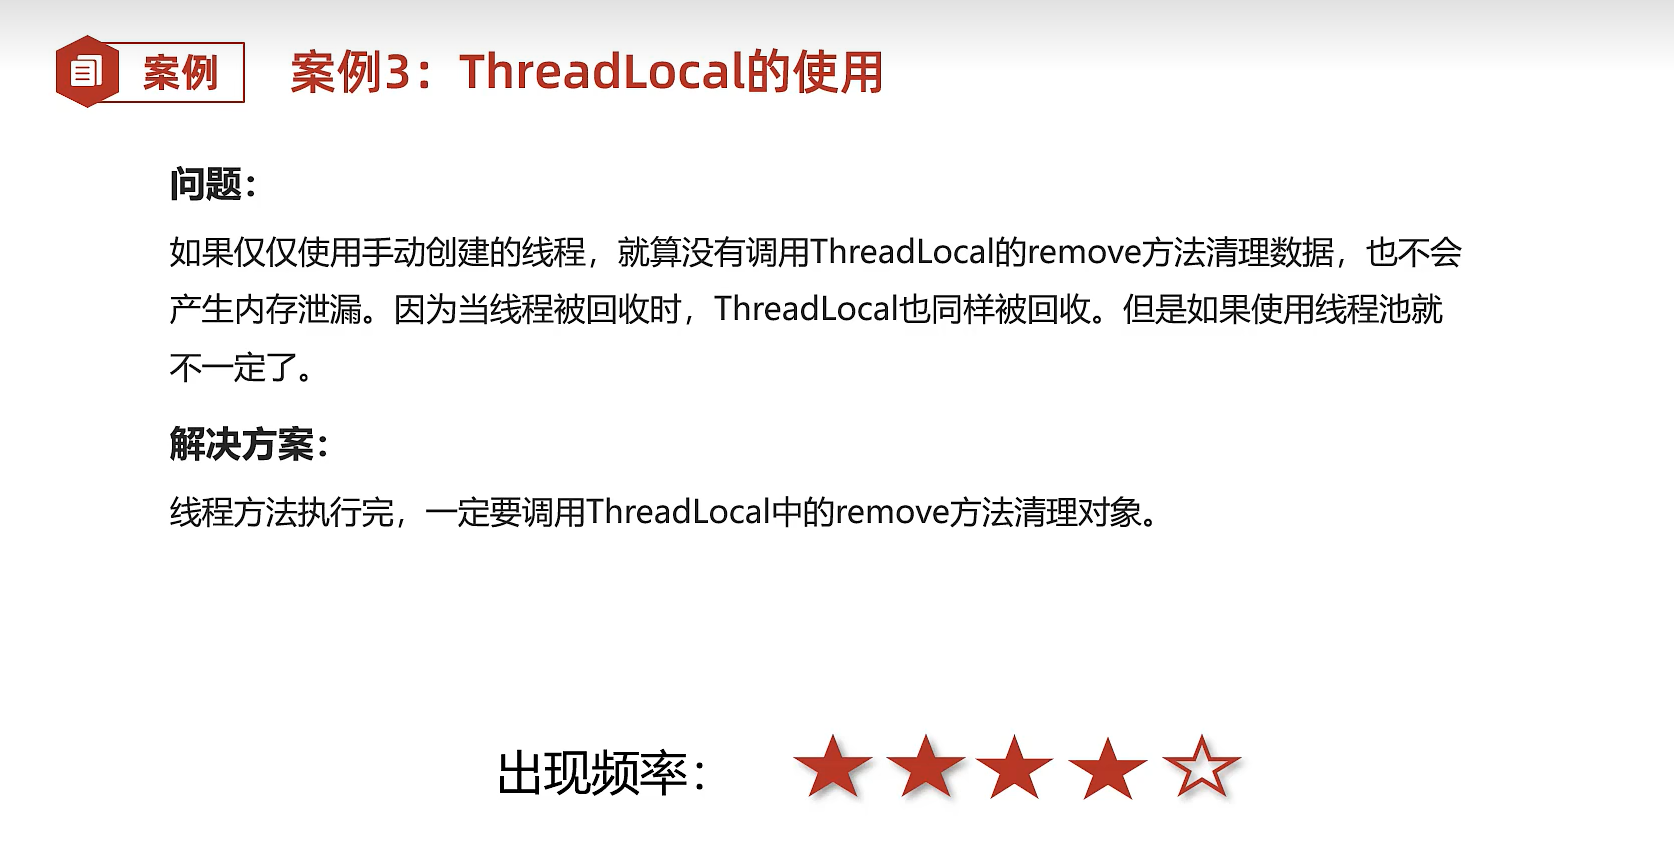 案例
案例3：ThreadLocal的使用
问题：
如果仅仅使用手动创建的线程，就算没有调用ThreadLocal的remove方法清理数据，也不会
产生内存泄漏。因为当线程被回收时，ThreadLocal也同样被回收。但是如果使用线程池就
不一定了。
解决方案：
线程方法执行完，一定要调用ThreadLocal中的remove方法清理对象。
出现频率：